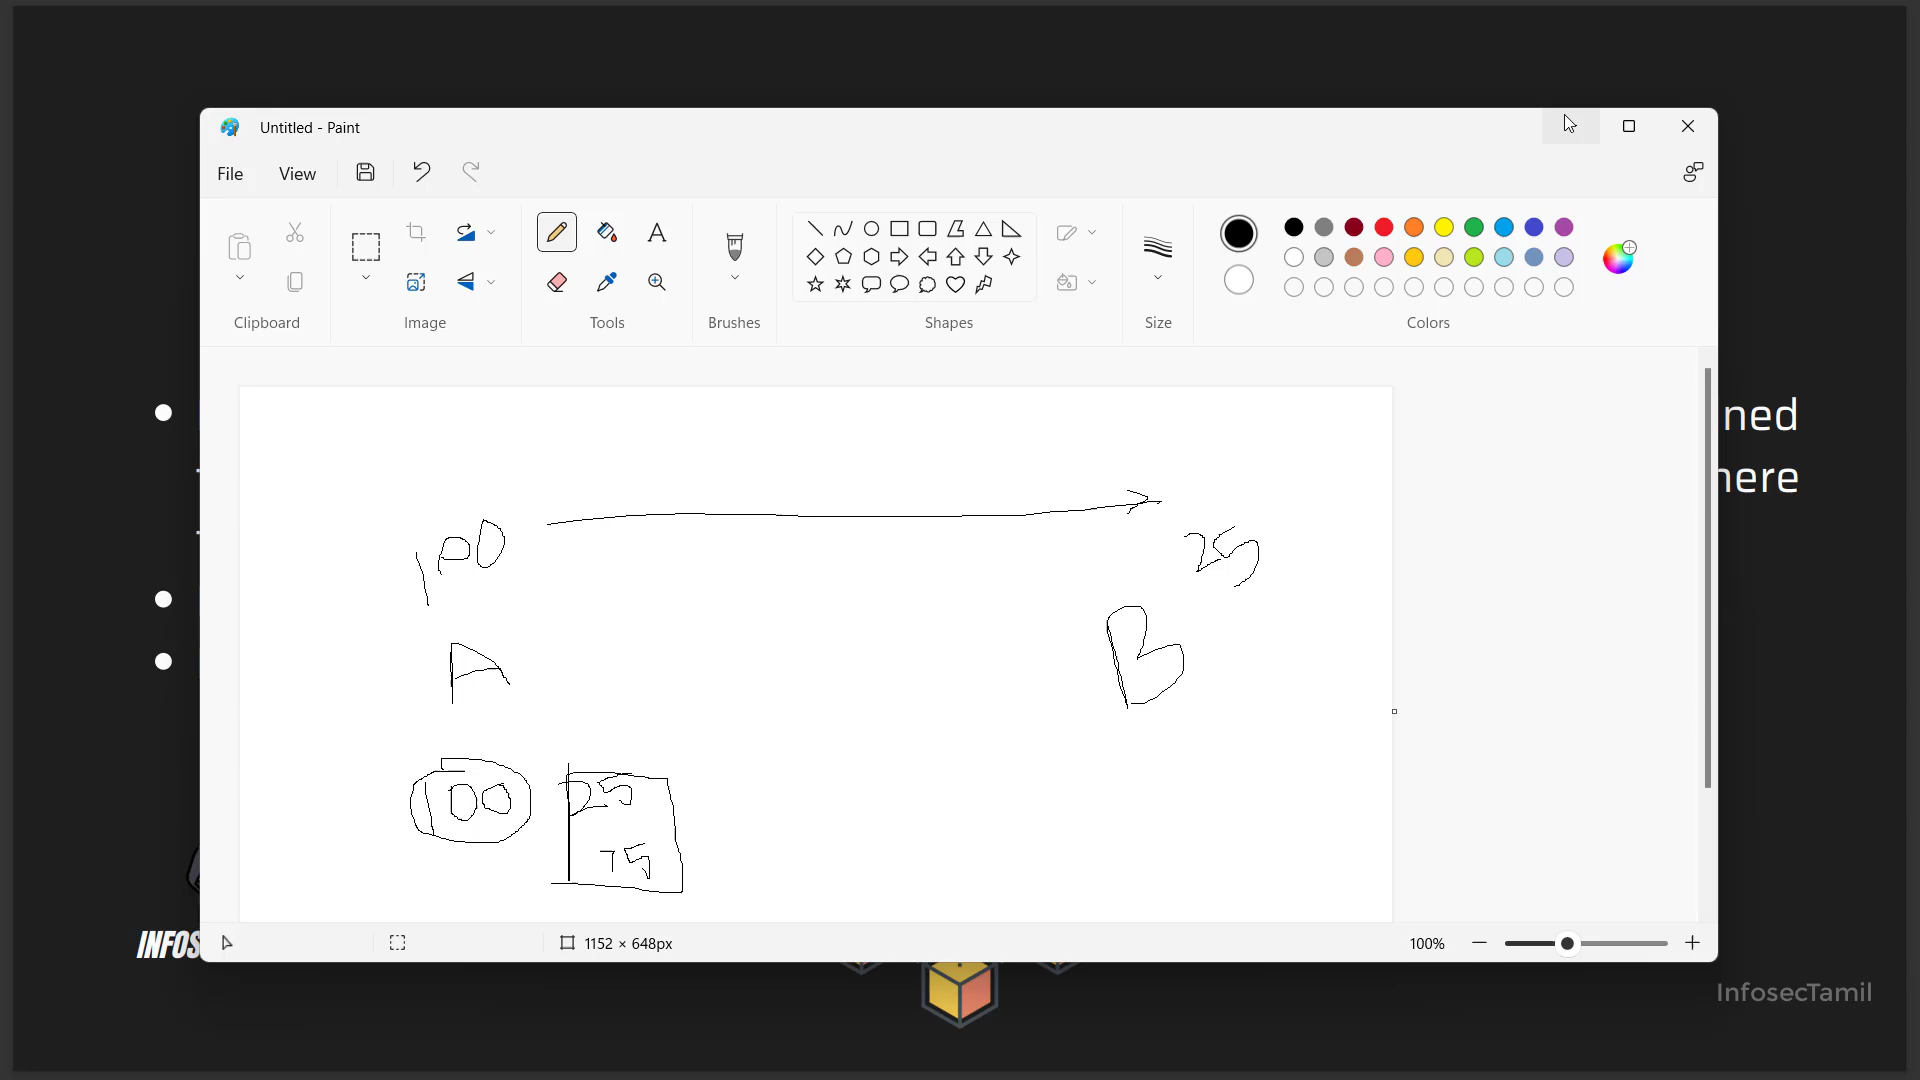 Untitled - Paint
File View
Clipboard Image Tools Brushes Shapes Size Colors
ned
here
100 25
A B
100 25
75
1152 × 648px 100%
INFOS
InfosecTamil